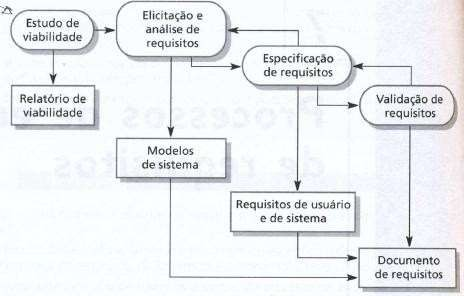 Estudo de
viabilidade
Elicitação e
análise de
requisitos
Especificação
de requisitos
Validação de
requisitos
Relatório de
viabilidade
Modelos
de sistema
Requisitos de usuário
e de sistema
Documento
de requisitos